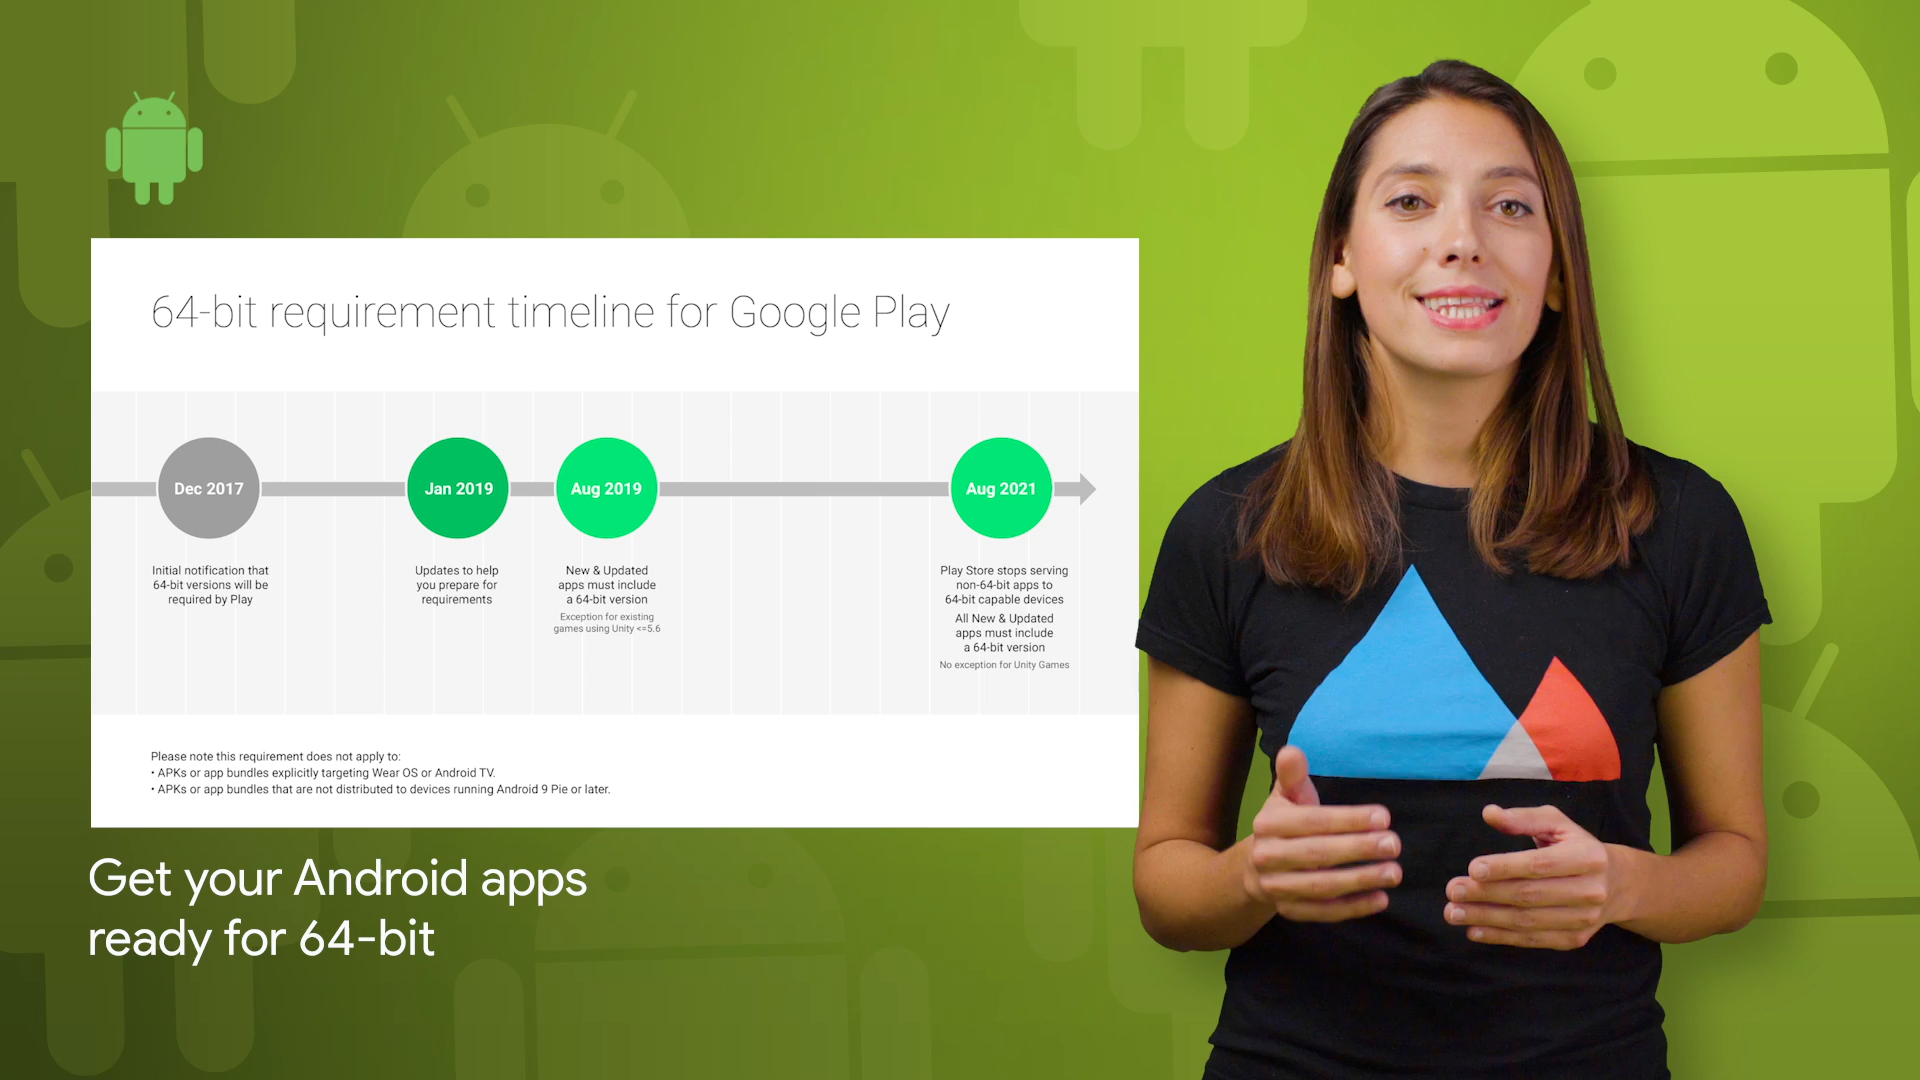 64-bit requirement timeline for Google Play
Dec 2017
Initial notification that
64-bit versions will be
required by Play
Jan 2019
Updates to help
you prepare for
requirements
Aug 2019
New & Updated
apps must include
a 64-bit version
Exception for existing
games using Unity <=5.6
Aug 2021
Play Store stops serving
non-64-bit apps to
64-bit capable devices
All New & Updated
apps must include
a 64-bit version
No exception for Unity Games
Please note this requirement does not apply to:
• APKs or app bundles explicitly targeting Wear OS or Android TV.
• APKs or app bundles that are not distributed to devices running Android 9 Pie or later.
Get your Android apps
ready for 64-bit